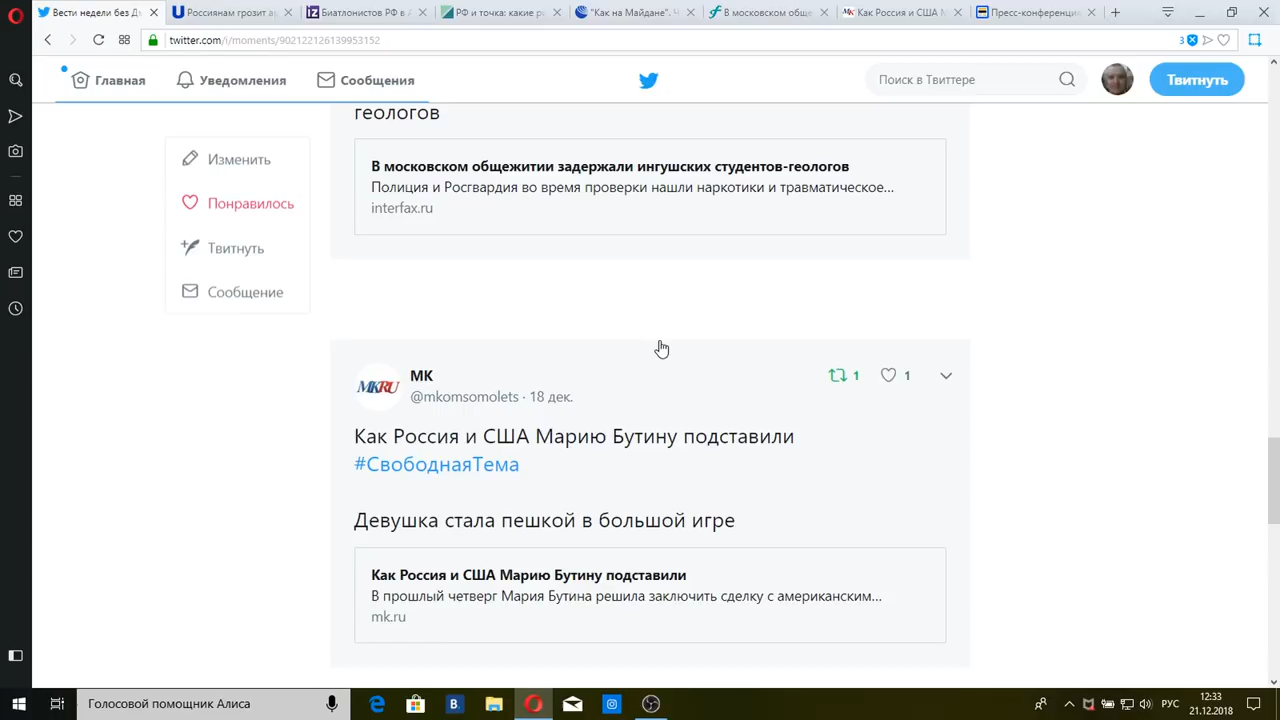 Вести недели без Д
Россиянам грозит ар
Биатлонистов РФ в А
РБК
ка: какие р
"Как на Майдане". Ч
В московском обще
Как Россия и США М
Пресс-конференция
twitter.com/i/moments/902122126139953152
3
Главная
Уведомления
Сообщения
Поиск в Твиттере
Твитнуть
геологов
Изменить
Понравилось
Твитнуть
Сообщение
В московском общежитии задержали ингушских студентов-геологов
Полиция и Росгвардия во время проверки нашли наркотики и травматическое...
interfax.ru
MKRU
МК
@mkomsomolets · 18 дек.
1
1
Как Россия и США Марию Бутину подставили
#СвободнаяТема
Девушка стала пешкой в большой игре
Как Россия и США Марию Бутину подставили
В прошлый четверг Мария Бутина решила заключить сделку с американским...
mk.ru
Голосовой помощник Алиса
РУС
12:33
21.12.2018